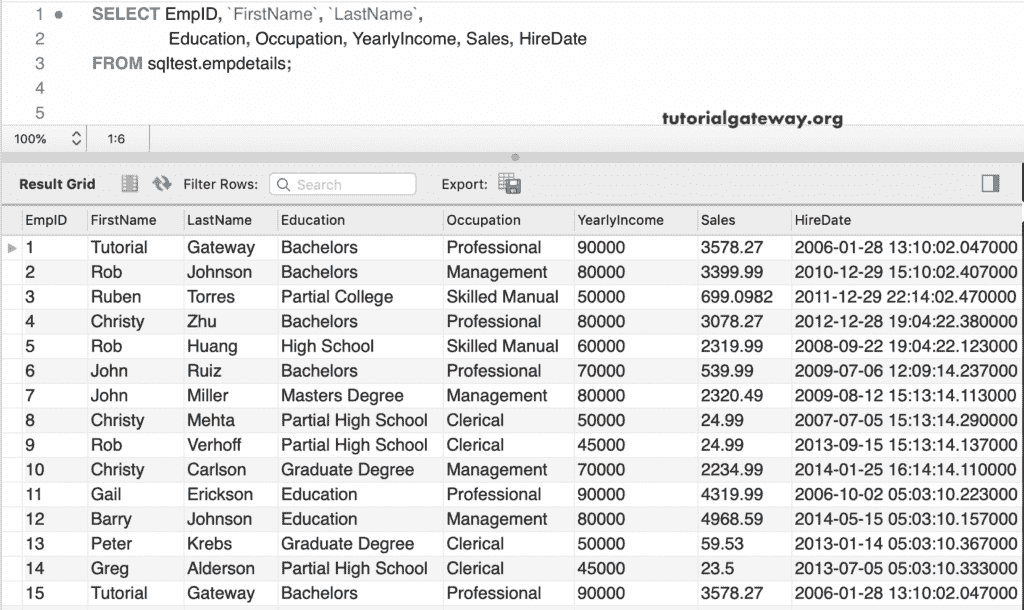 1 SELECT EmpID, `FirstName`, `LastName`,
2 Education, Occupation, YearlyIncome, Sales, HireDate
3 FROM sqltest.empdetails;
4
5
tutorialgateway.org
100% 1:6
Result Grid Filter Rows: Search Export:
EmpID FirstName LastName Education Occupation YearlyIncome Sales HireDate
1 Tutorial Gateway Bachelors Professional 90000 3578.27 2006-01-28 13:10:02.047000
2 Rob Johnson Bachelors Management 80000 3399.99 2010-12-29 15:10:02.407000
3 Ruben Torres Partial College Skilled Manual 50000 699.0982 2011-12-29 22:14:02.470000
4 Christy Zhu Bachelors Professional 80000 3078.27 2012-12-28 19:04:22.380000
5 Rob Huang High School Skilled Manual 60000 2319.99 2008-09-22 19:04:22.123000
6 John Ruiz Bachelors Professional 70000 539.99 2009-07-06 12:09:14.237000
7 John Miller Masters Degree Management 80000 2320.49 2009-08-12 15:13:14.113000
8 Christy Mehta Partial High School Clerical 50000 24.99 2007-07-05 15:13:14.290000
9 Rob Verhoff Partial High School Clerical 45000 24.99 2013-09-15 15:13:14.137000
10 Christy Carlson Graduate Degree Management 70000 2234.99 2014-01-25 16:14:14.110000
11 Gail Erickson Education Professional 90000 4319.99 2006-10-02 05:03:10.223000
12 Barry Johnson Education Management 80000 4968.59 2014-05-15 05:03:10.157000
13 Peter Krebs Graduate Degree Clerical 50000 59.53 2013-01-14 05:03:10.367000
14 Greg Alderson Partial High School Clerical 45000 23.5 2013-07-05 05:03:10.333000
15 Tutorial Gateway Bachelors Professional 90000 3578.27 2006-01-28 13:10:02.047000